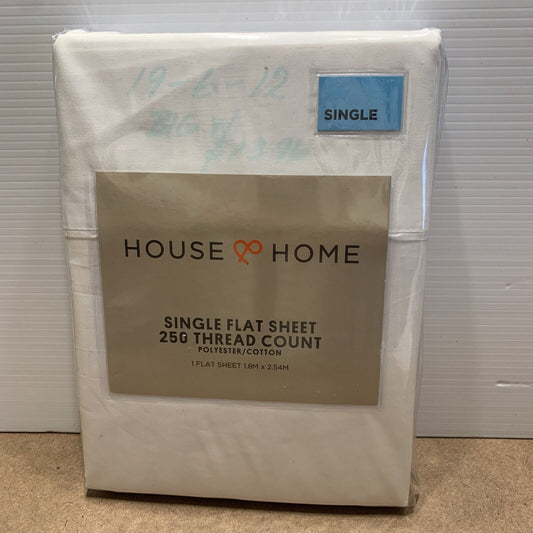 19-6-12
SINGLE
HOUSE & HOME
SINGLE FLAT SHEET
250 THREAD COUNT
POLYESTER/COTTON
1 FLAT SHEET 1.8M x 2.54M